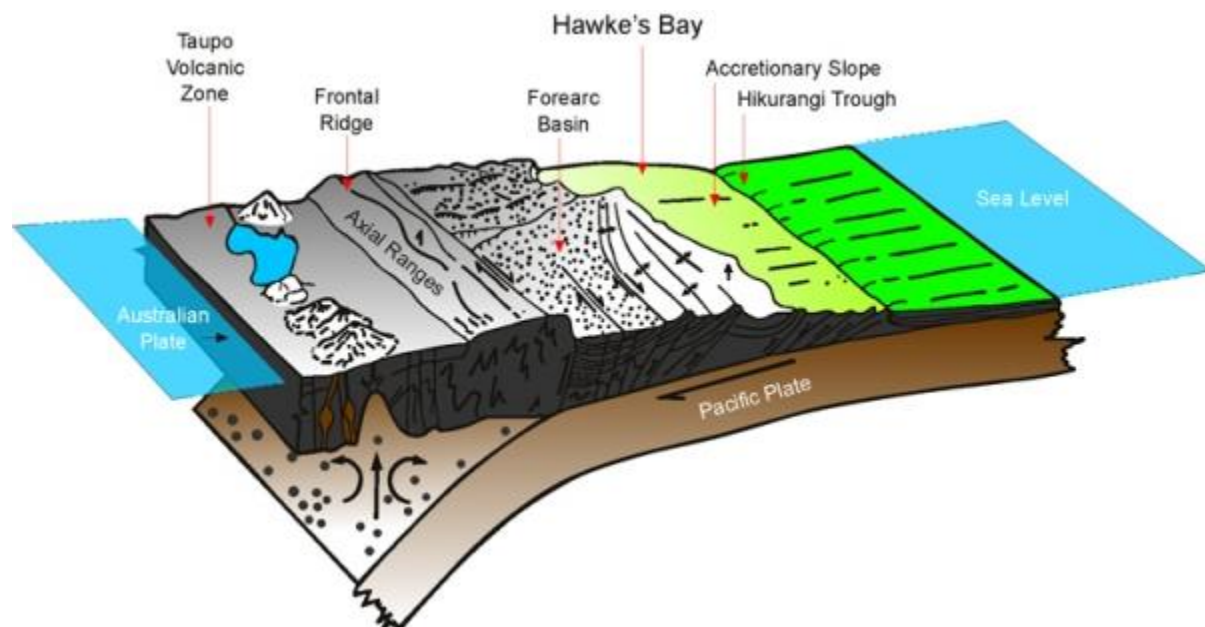 Hawke's Bay
Taupo
Volcanic
Zone
Frontal
Ridge
Forearc
Basin
Accretionary Slope
Hikurangi Trough
Sea Level
Axial Ranges
Australian
Plate
Pacific Plate